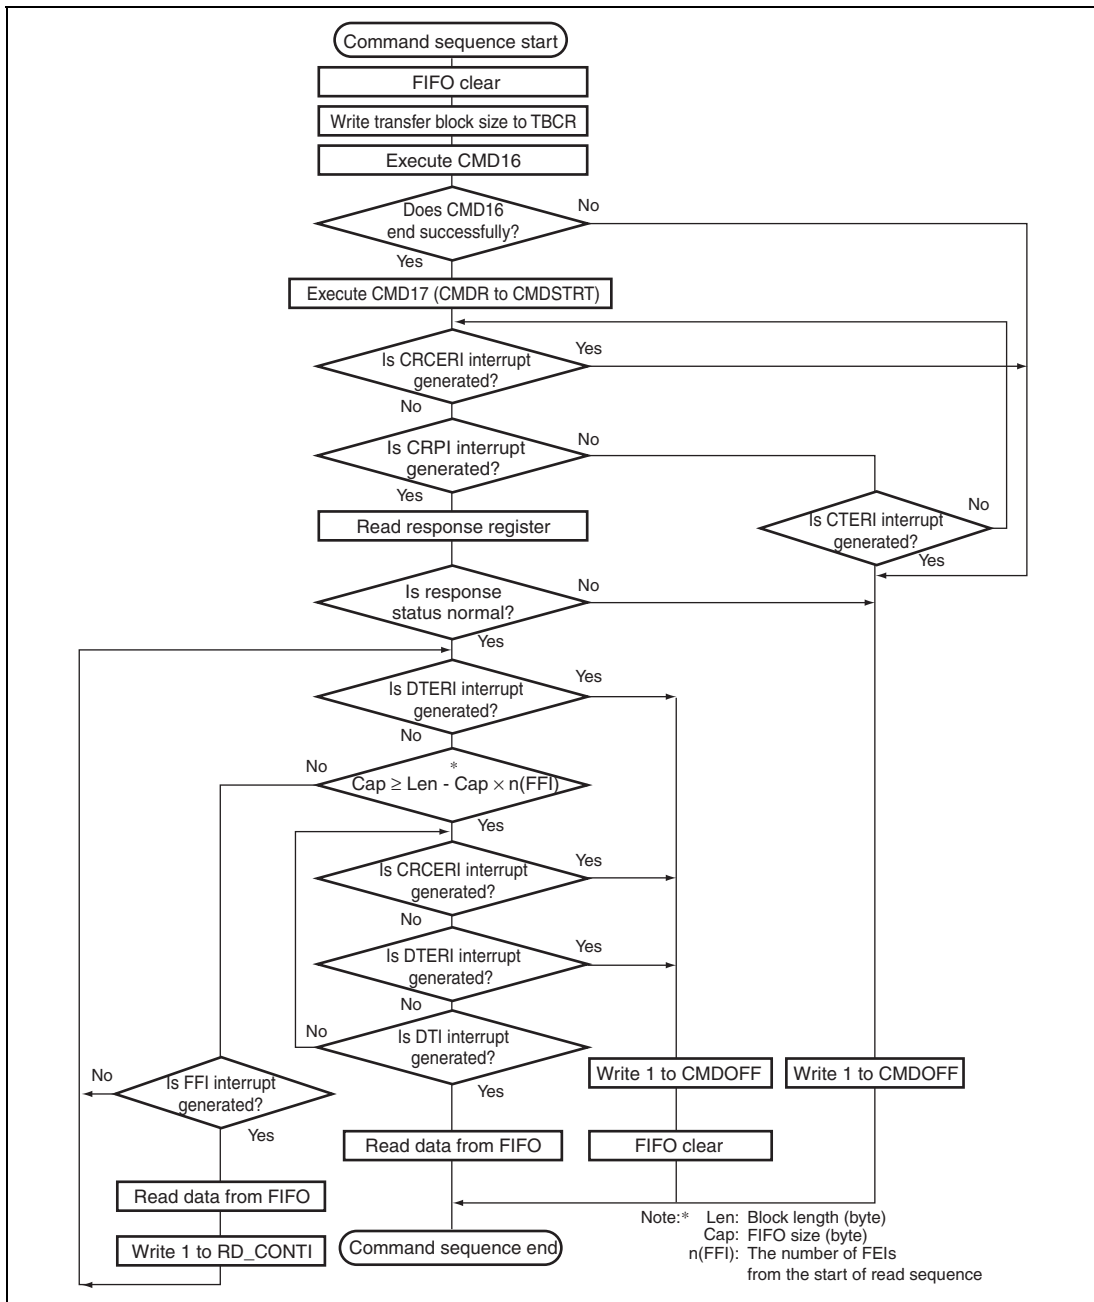 Command sequence start
FIFO clear
Write transfer block size to TBCR
Execute CMD16
Does CMD16
end successfully?
No
Yes
Execute CMD17 (CMDR to CMDSTRT)
Is CRCERI interrupt
generated?
Yes
No
Is CRPI interrupt
generated?
No
Yes
Is CTERI interrupt
generated?
No
Yes
Read response register
Is response
status normal?
No
Yes
Is DTERI interrupt
generated?
Yes
No
*
Cap ≥ Len - Cap × n(FFI)
No
Yes
Is CRCERI interrupt
generated?
Yes
No
Is DTERI interrupt
generated?
Yes
No
Is DTI interrupt
generated?
No
Yes
Is FFI interrupt
generated?
No
Yes
Write 1 to CMDOFF
Write 1 to CMDOFF
Read data from FIFO
FIFO clear
Read data from FIFO
Write 1 to RD_CONTI
Command sequence end
Note:* Len: Block length (byte)
Cap: FIFO size (byte)
n(FFI): The number of FEIs
from the start of read sequence